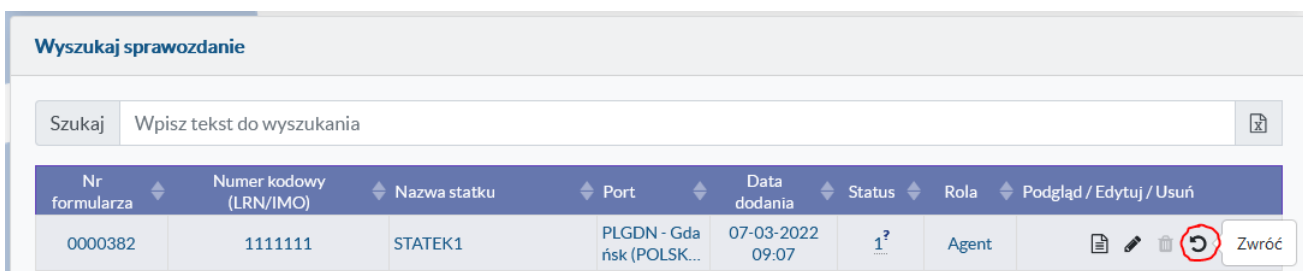 Wyszukaj sprawozdanie
Szukaj Wpisz tekst do wyszukania
Nr formularza Numer kodowy (LRN/IMO) Nazwa statku Port Data dodania Status Rola Podgląd / Edytuj / Usuń
0000382 1111111 STATEK1 PLGDN - Gda ńsk (POLSK... 07-03-2022 09:07 1? Agent Zwróć